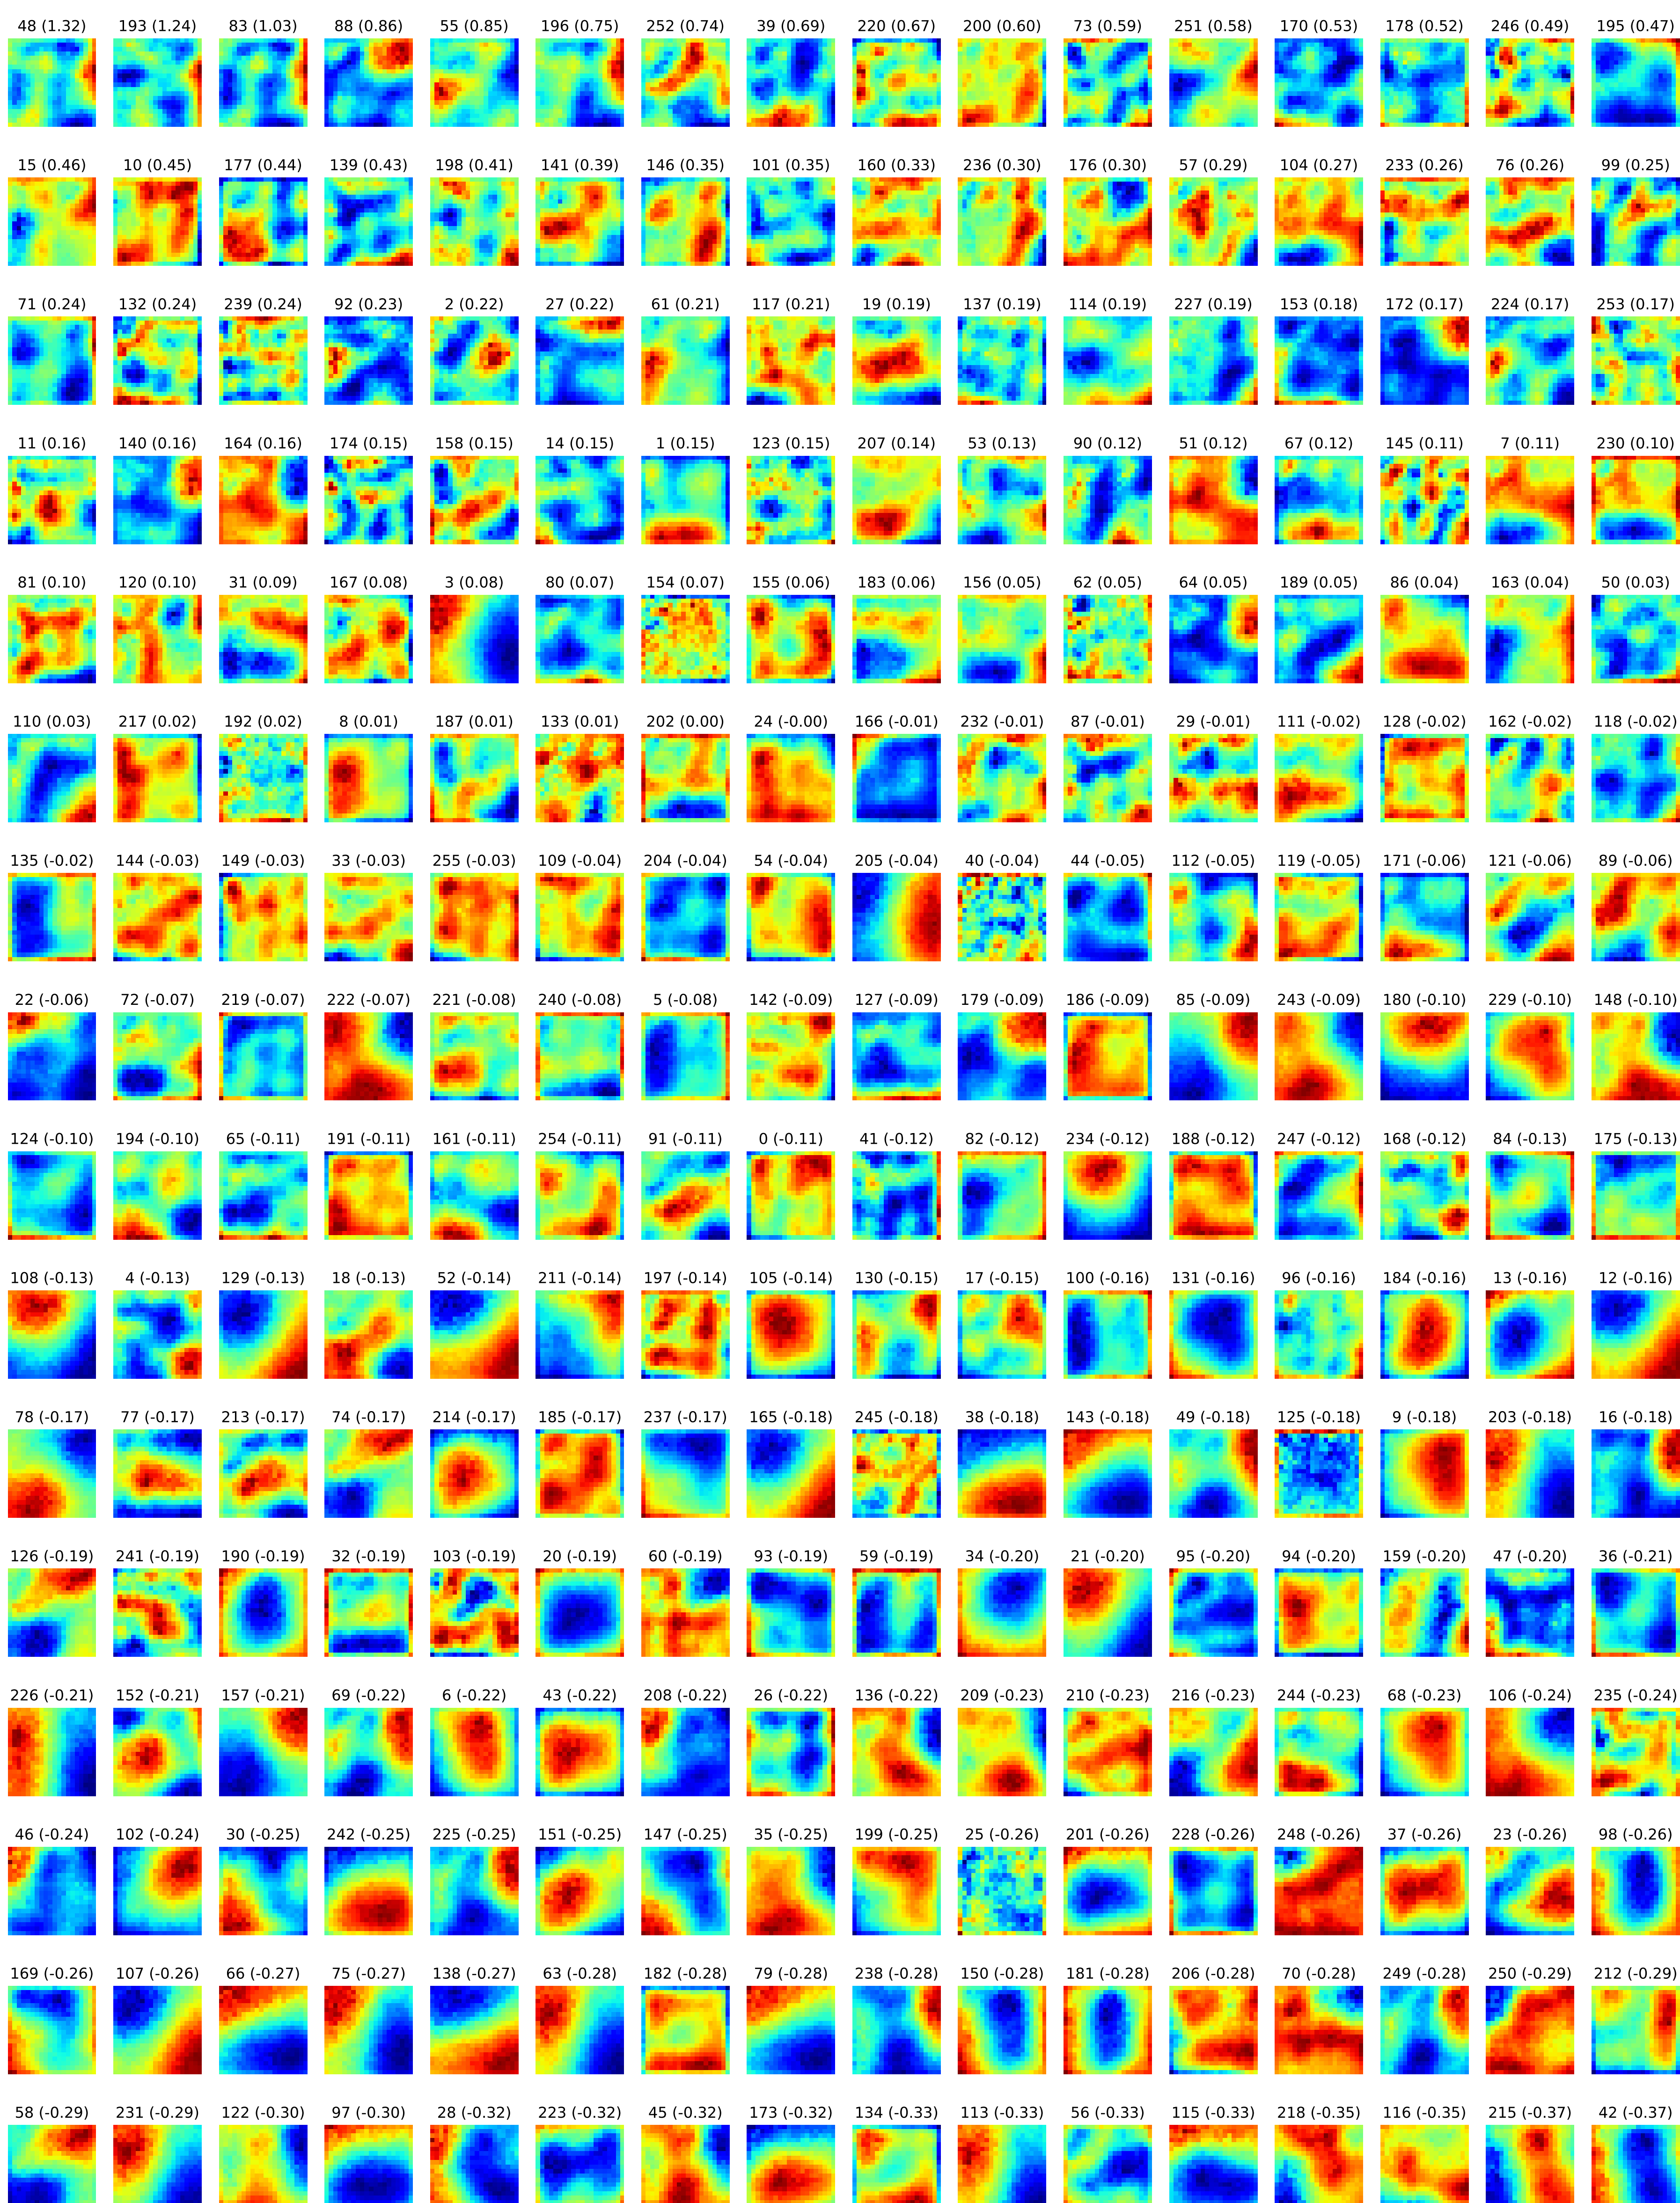 48 (1.32) 193 (1.24) 83 (1.03) 88 (0.86) 55 (0.85) 196 (0.75) 252 (0.74) 39 (0.69) 220 (0.67) 200 (0.60) 73 (0.59) 251 (0.58) 170 (0.53) 178 (0.52) 246 (0.49) 195 (0.47)
15 (0.46) 10 (0.45) 177 (0.44) 139 (0.43) 198 (0.41) 141 (0.39) 146 (0.35) 101 (0.35) 160 (0.33) 236 (0.30) 176 (0.30) 57 (0.29) 104 (0.27) 233 (0.26) 76 (0.26) 99 (0.25)
71 (0.24) 132 (0.24) 239 (0.24) 92 (0.23) 2 (0.22) 27 (0.22) 61 (0.21) 117 (0.21) 19 (0.19) 137 (0.19) 114 (0.19) 227 (0.19) 153 (0.18) 172 (0.17) 224 (0.17) 253 (0.17)
11 (0.16) 140 (0.16) 164 (0.16) 174 (0.15) 158 (0.15) 14 (0.15) 1 (0.15) 123 (0.15) 207 (0.14) 53 (0.13) 90 (0.12) 51 (0.12) 67 (0.12) 145 (0.11) 7 (0.11) 230 (0.10)
81 (0.10) 120 (0.10) 31 (0.09) 167 (0.08) 3 (0.08) 80 (0.07) 154 (0.07) 155 (0.06) 183 (0.06) 156 (0.05) 62 (0.05) 64 (0.05) 189 (0.05) 86 (0.04) 163 (0.04) 50 (0.03)
110 (0.03) 217 (0.02) 192 (0.02) 8 (0.01) 187 (0.01) 133 (0.01) 202 (0.00) 24 (-0.00) 166 (-0.01) 232 (-0.01) 87 (-0.01) 29 (-0.01) 111 (-0.02) 128 (-0.02) 162 (-0.02) 118 (-0.02)
135 (-0.02) 144 (-0.03) 149 (-0.03) 33 (-0.03) 255 (-0.03) 109 (-0.04) 204 (-0.04) 54 (-0.04) 205 (-0.04) 40 (-0.04) 44 (-0.05) 112 (-0.05) 119 (-0.05) 171 (-0.06) 121 (-0.06) 89 (-0.06)
22 (-0.06) 72 (-0.07) 219 (-0.07) 222 (-0.07) 221 (-0.08) 240 (-0.08) 5 (-0.08) 142 (-0.09) 127 (-0.09) 179 (-0.09) 186 (-0.09) 85 (-0.09) 243 (-0.09) 180 (-0.10) 229 (-0.10) 148 (-0.10)
124 (-0.10) 194 (-0.10) 65 (-0.11) 191 (-0.11) 161 (-0.11) 254 (-0.11) 91 (-0.11) 0 (-0.11) 41 (-0.12) 82 (-0.12) 234 (-0.12) 188 (-0.12) 247 (-0.12) 168 (-0.12) 84 (-0.13) 175 (-0.13)
108 (-0.13) 4 (-0.13) 129 (-0.13) 18 (-0.13) 52 (-0.14) 211 (-0.14) 197 (-0.14) 105 (-0.14) 130 (-0.15) 17 (-0.15) 100 (-0.16) 131 (-0.16) 96 (-0.16) 184 (-0.16) 13 (-0.16) 12 (-0.16)
78 (-0.17) 77 (-0.17) 213 (-0.17) 74 (-0.17) 214 (-0.17) 185 (-0.17) 237 (-0.17) 165 (-0.18) 245 (-0.18) 38 (-0.18) 143 (-0.18) 49 (-0.18) 125 (-0.18) 9 (-0.18) 203 (-0.18) 16 (-0.18)
126 (-0.19) 241 (-0.19) 190 (-0.19) 32 (-0.19) 103 (-0.19) 20 (-0.19) 60 (-0.19) 93 (-0.19) 59 (-0.19) 34 (-0.20) 21 (-0.20) 95 (-0.20) 94 (-0.20) 159 (-0.20) 47 (-0.20) 36 (-0.21)
226 (-0.21) 152 (-0.21) 157 (-0.21) 69 (-0.22) 6 (-0.22) 43 (-0.22) 208 (-0.22) 26 (-0.22) 136 (-0.22) 209 (-0.23) 210 (-0.23) 216 (-0.23) 244 (-0.23) 68 (-0.23) 106 (-0.24) 235 (-0.24)
46 (-0.24) 102 (-0.24) 30 (-0.25) 242 (-0.25) 225 (-0.25) 151 (-0.25) 147 (-0.25) 35 (-0.25) 199 (-0.25) 25 (-0.26) 201 (-0.26) 228 (-0.26) 248 (-0.26) 37 (-0.26) 23 (-0.26) 98 (-0.26)
169 (-0.26) 107 (-0.26) 66 (-0.27) 75 (-0.27) 138 (-0.27) 63 (-0.28) 182 (-0.28) 79 (-0.28) 238 (-0.28) 150 (-0.28) 181 (-0.28) 206 (-0.28) 70 (-0.28) 249 (-0.28) 250 (-0.29) 212 (-0.29)
58 (-0.29) 231 (-0.29) 122 (-0.30) 97 (-0.30) 28 (-0.32) 223 (-0.32) 45 (-0.32) 173 (-0.32) 134 (-0.33) 113 (-0.33) 56 (-0.33) 115 (-0.33) 218 (-0.35) 116 (-0.35) 215 (-0.37) 42 (-0.37)